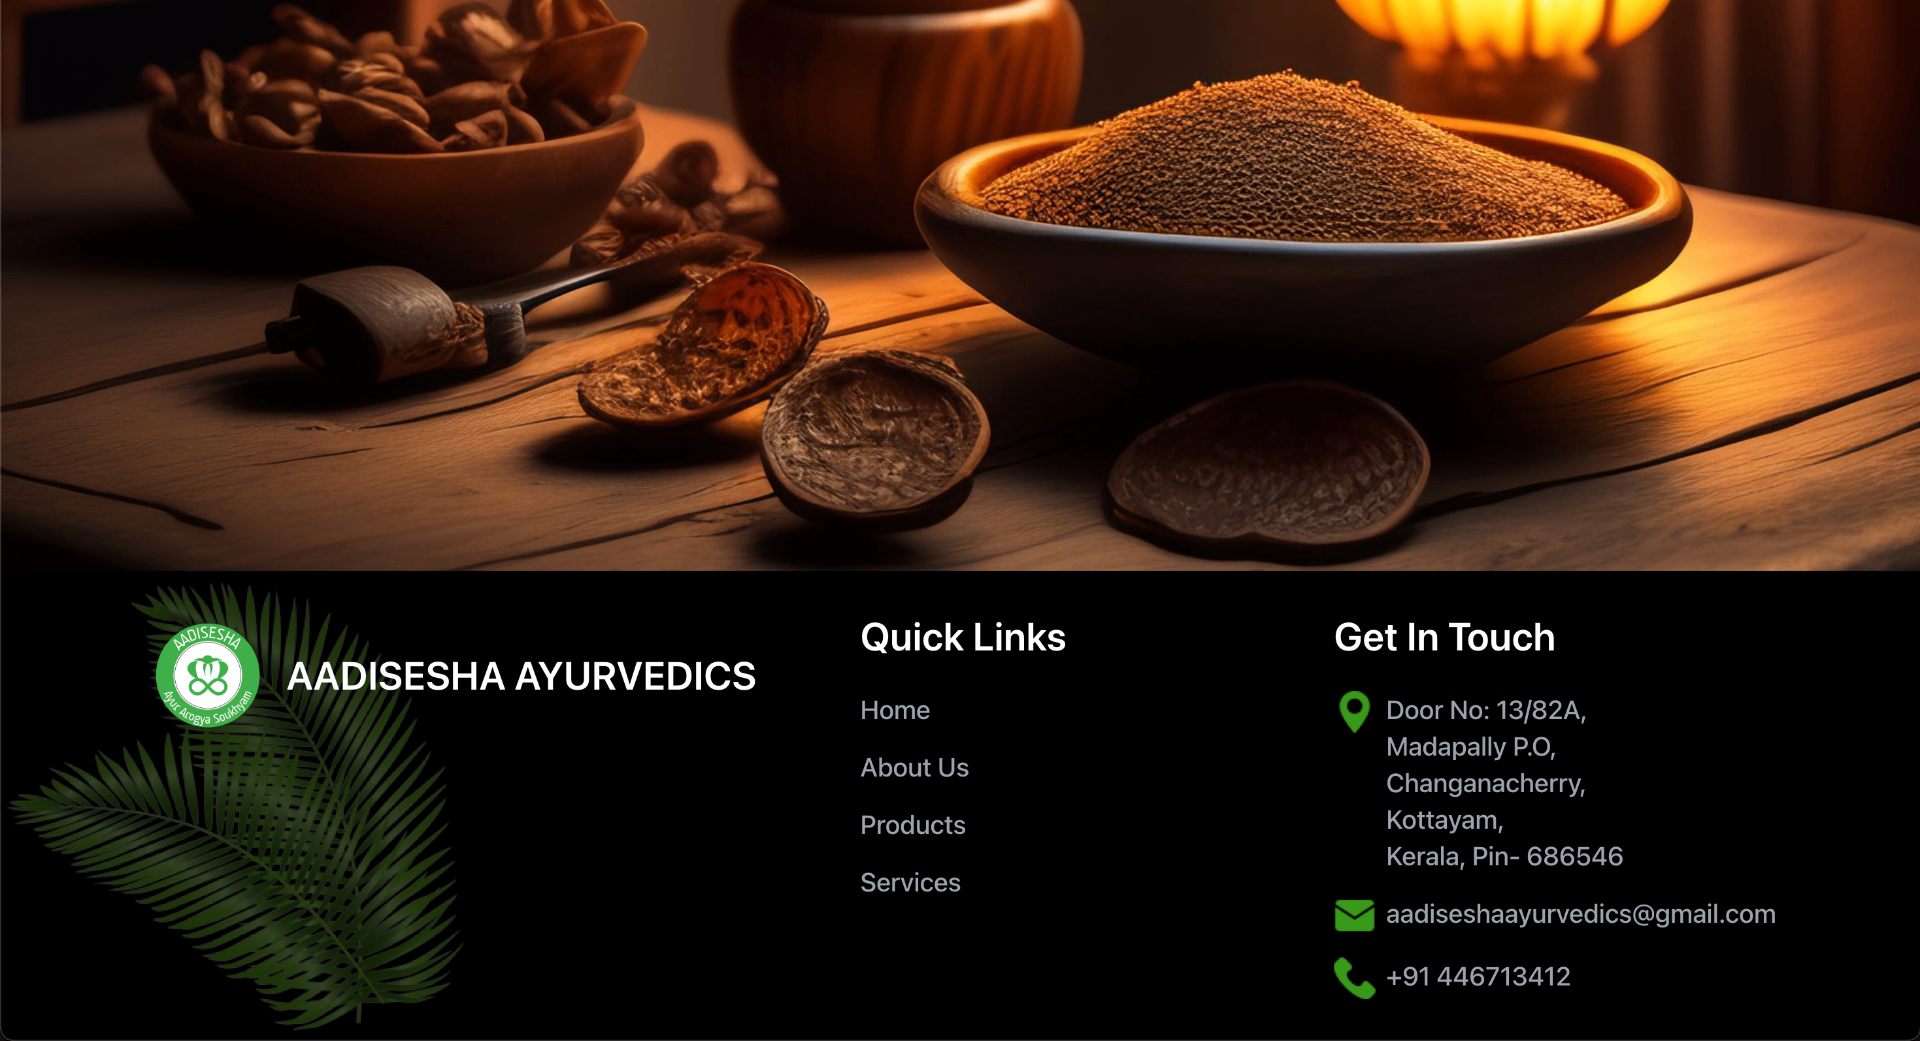 AADISESHA
Ayur Arogya Soukhyam
AADISESHA AYURVEDICS
Quick Links
Home
About Us
Products
Services
Get In Touch
Door No: 13/82A,
Madapally P.O,
Changanacherry,
Kottayam,
Kerala, Pin- 686546
aadiseshaayurvedics@gmail.com
+91 446713412